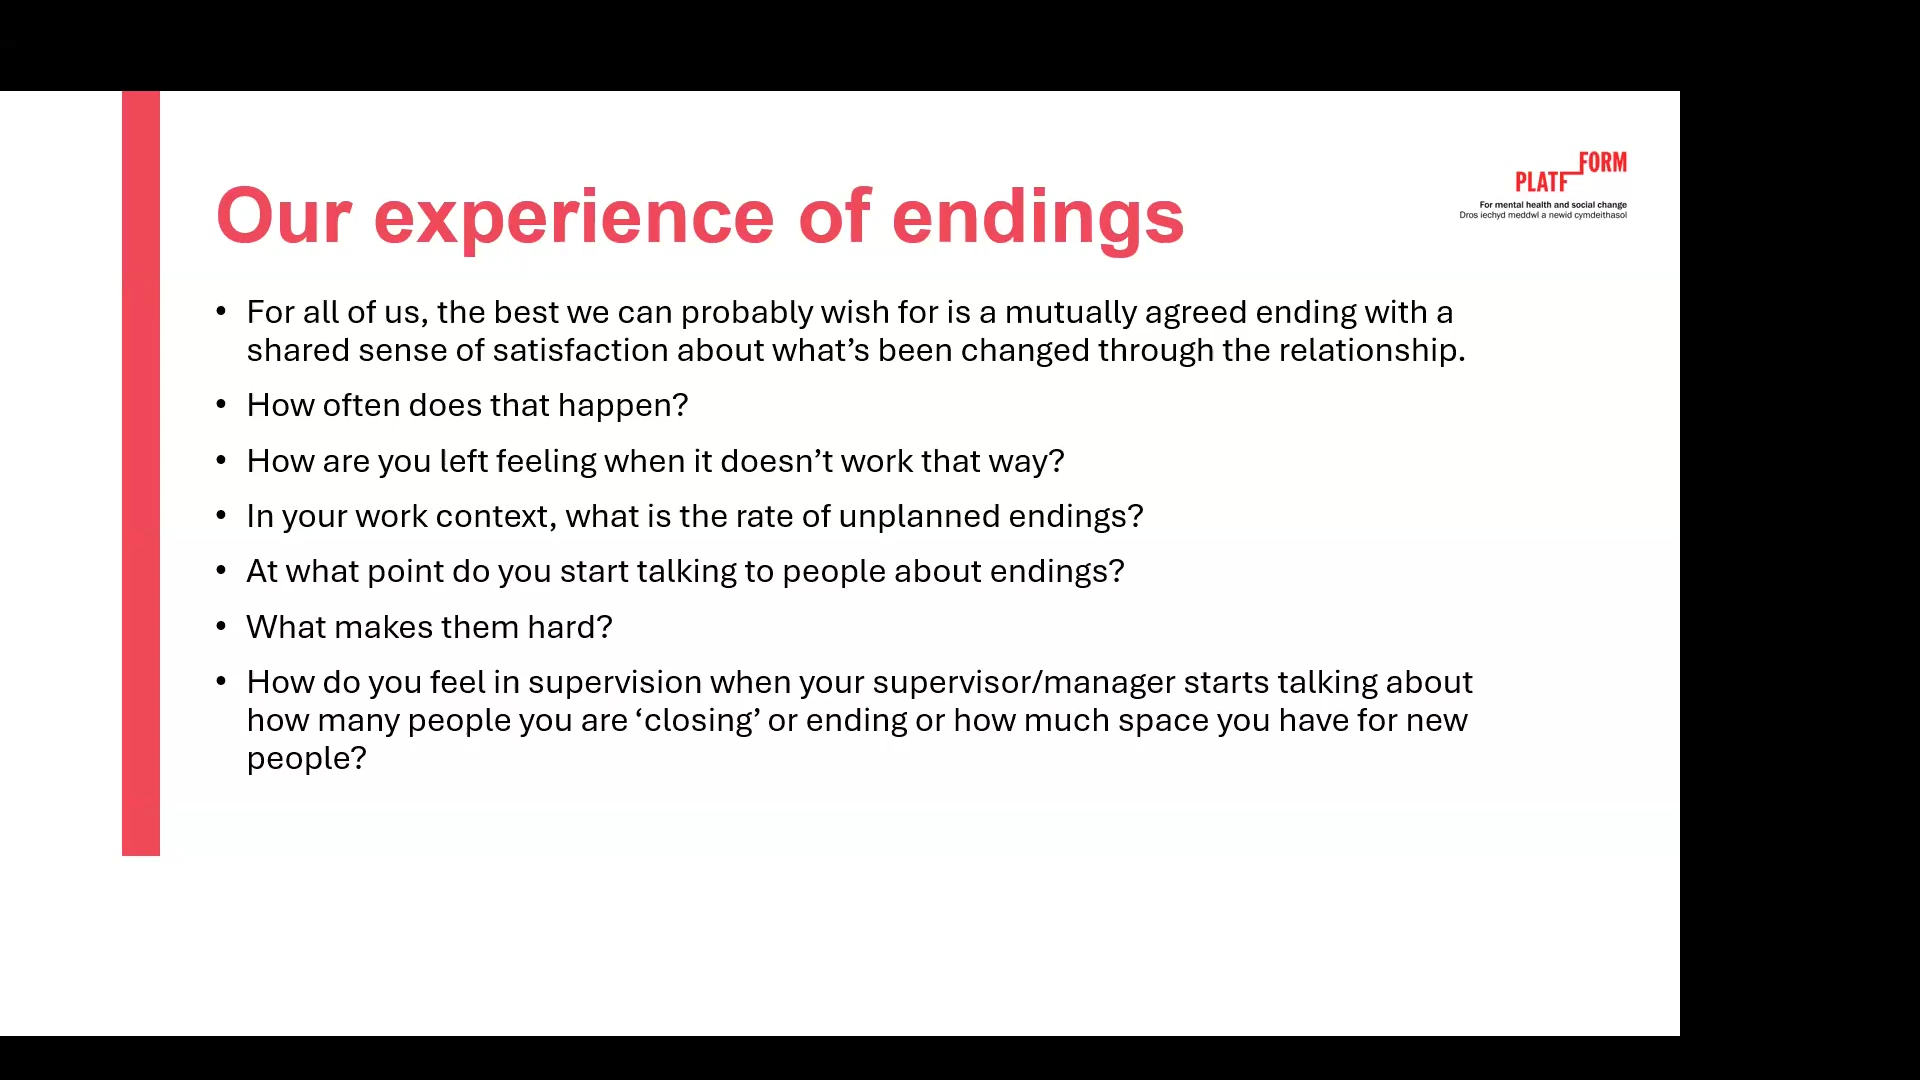 PLATFORM
For mental health and social change
Dros iechyd meddwl a newid cymdeithasol
Our experience of endings
• For all of us, the best we can probably wish for is a mutually agreed ending with a
shared sense of satisfaction about what’s been changed through the relationship.
• How often does that happen?
• How are you left feeling when it doesn’t work that way?
• In your work context, what is the rate of unplanned endings?
• At what point do you start talking to people about endings?
• What makes them hard?
• How do you feel in supervision when your supervisor/manager starts talking about
how many people you are ‘closing’ or ending or how much space you have for new
people?